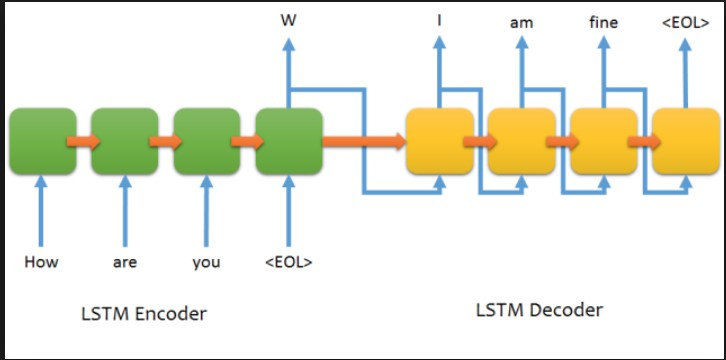 W I am fine <EOL>
How are you <EOL>
LSTM Encoder
LSTM Decoder